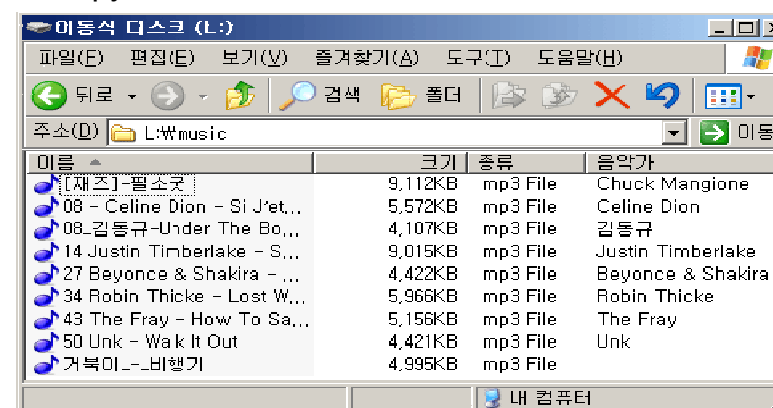 이동식 디스크 (L:)
파일(F) 편집(E) 보기(V) 즐겨찾기(A) 도구(T) 도움말(H)
뒤로 검색 폴더
주소(D) L:\music 이동
이름 크기 종류 음악가
[재즈]-필소굿 9,112KB mp3 File Chuck Mangione
08 - Celine Dion - Si J'et,,, 5,572KB mp3 File Celine Dion
08_김동규-Under The Bo,,, 4,107KB mp3 File 김동규
14 Justin Timberlake - S,,, 9,015KB mp3 File Justin Timberlake
27 Beyonce & Shakira - ,,, 4,422KB mp3 File Beyonce & Shakira
34 Robin Thicke - Lost W,,, 5,966KB mp3 File Robin Thicke
43 The Fray - How To Sa,,, 5,156KB mp3 File The Fray
50 Unk - Walk It Out 4,421KB mp3 File Unk
거북이_-_비행기 4,995KB mp3 File
내 컴퓨터